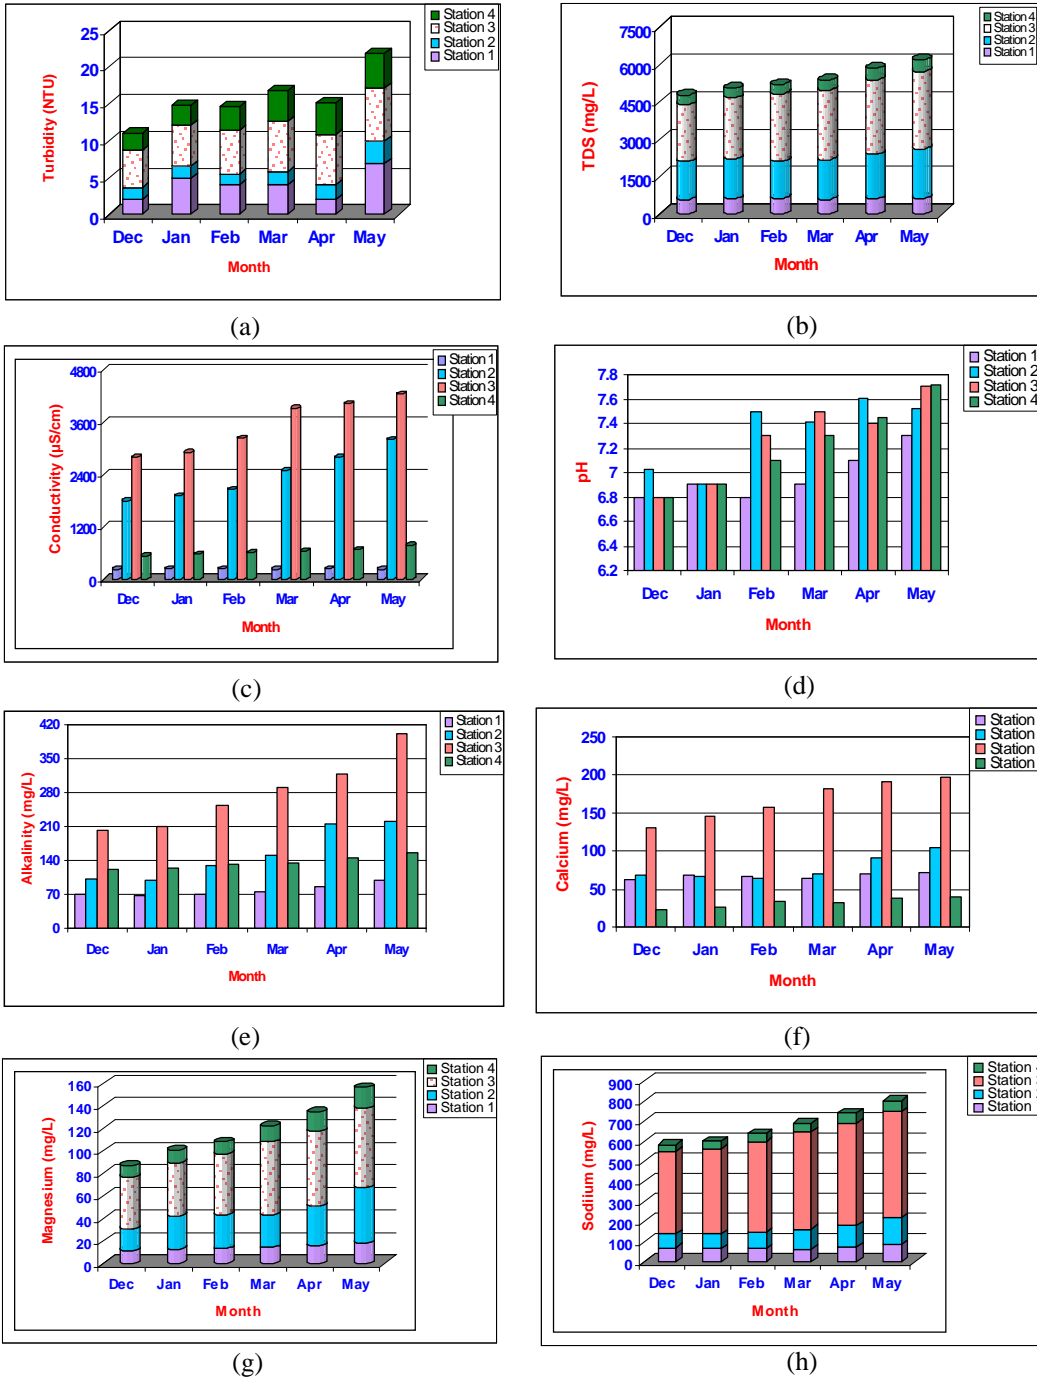 Station 4
Station 3
Station 2
Station 1
25
20
15
10
5
0
Turbidity (NTU)
Dec Jan Feb Mar Apr May
Month
(a)
Station 4
Station 3
Station 2
Station 1
7500
6000
4500
3000
1500
0
TDS (mg/L)
Dec Jan Feb Mar Apr May
Month
(b)
Station 1
Station 2
Station 3
Station 4
4800
3600
2400
1200
0
Conductivity (µS/cm)
Dec Jan Feb Mar Apr May
Month
(c)
Station 1
Station 2
Station 3
Station 4
7.8
7.6
7.4
7.2
7
6.8
6.6
6.4
6.2
pH
Dec Jan Feb Mar Apr May
Month
(d)
Station 1
Station 2
Station 3
Station 4
420
350
280
210
140
70
0
Alkalinity (mg/L)
Dec Jan Feb Mar Apr May
Month
(e)
Station
Station
Station
Station
250
200
150
100
50
0
Calcium (mg/L)
Dec Jan Feb Mar Apr May
Month
(f)
Station 4
Station 3
Station 2
Station 1
160
140
120
100
80
60
40
20
0
Magnesium (mg/L)
Dec Jan Feb Mar Apr May
Month
(g)
Station
Station
Station
Station
900
800
700
600
500
400
300
200
100
0
Sodiium (mg/L)
Dec Jan Feb Mar Apr May
Month
(h)